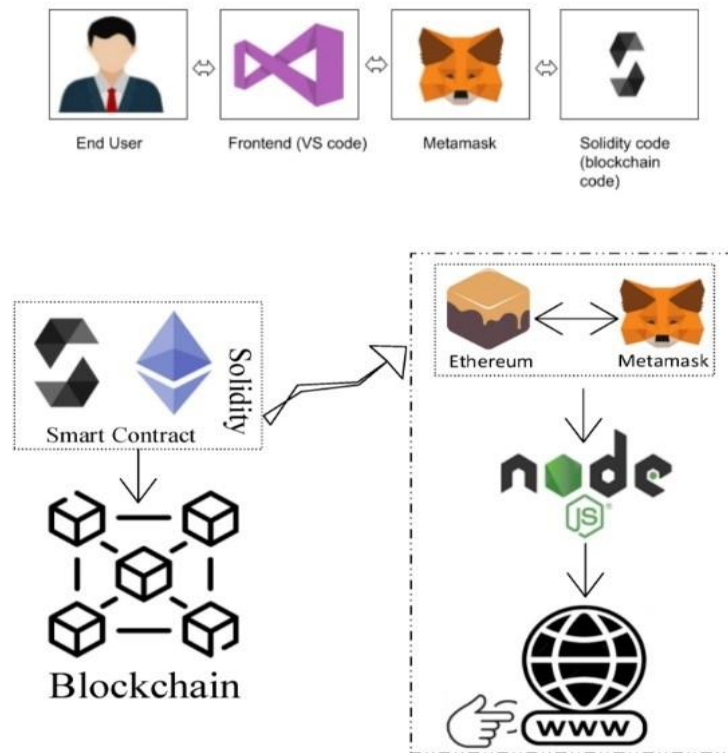 End User
Frontend (VS code)
Metamask
Solidity code
(blockchain
code)
Smart Contract
Solidity
Blockchain
Ethereum
Metamask
node
JS
www